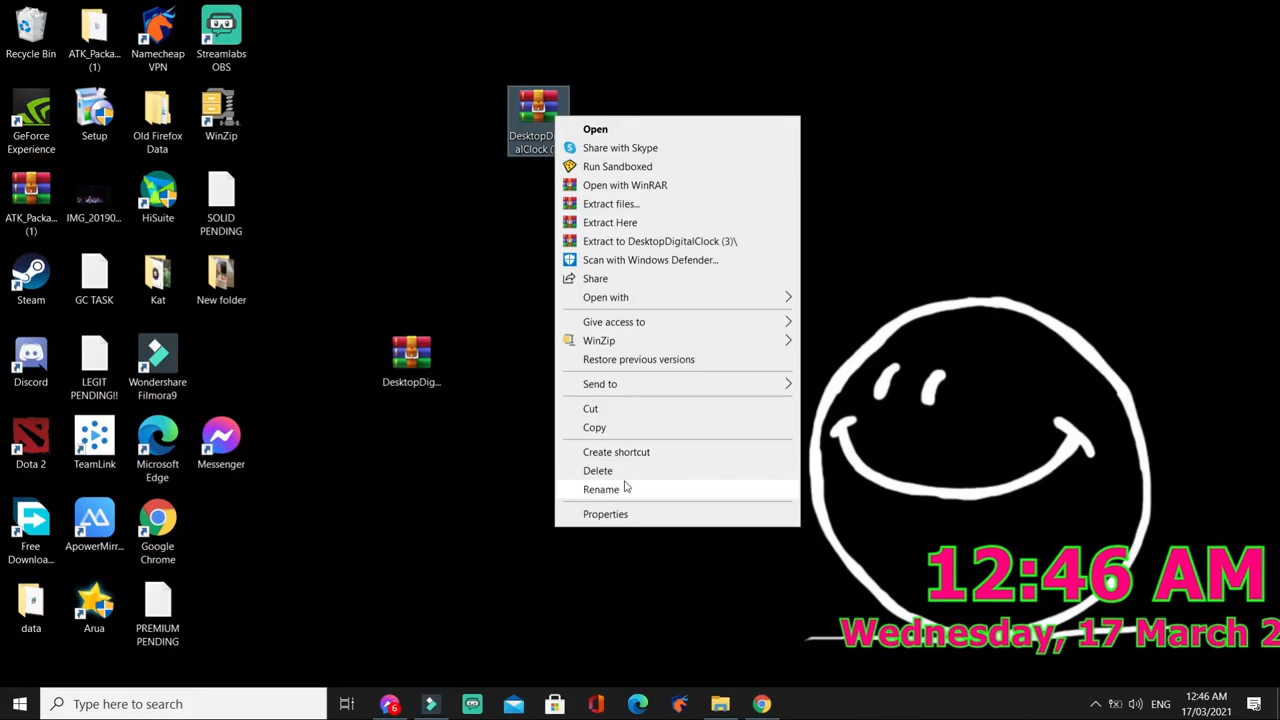 Recycle Bin
ATK_Packa...
(1)
Namecheap
VPN
Streamlabs
OBS
GeForce
Experience
Setup
Old Firefox
Data
WinZip
ATK_Packa...
(1)
IMG_20190...
HiSuite
SOLID
PENDING
Steam
GC TASK
Kat
New folder
Discord
LEGIT
PENDING!!
Wondershare
Filmora9
Dota 2
TeamLink
Microsoft
Edge
Messenger
Free
Downloa...
ApowerMirr...
Google
Chrome
data
Arua
PREMIUM
PENDING
DesktopDig...
Open
Share with Skype
Run Sandboxed
Open with WinRAR
Extract files...
Extract Here
Extract to DesktopDigitalClock (3)\
Scan with Windows Defender...
Share
Open with
Give access to
WinZip
Restore previous versions
Send to
Cut
Copy
Create shortcut
Delete
Rename
Properties
12:46 AM
Wednesday, 17 March 2
Type here to search
6
ENG
12:46 AM
17/03/2021